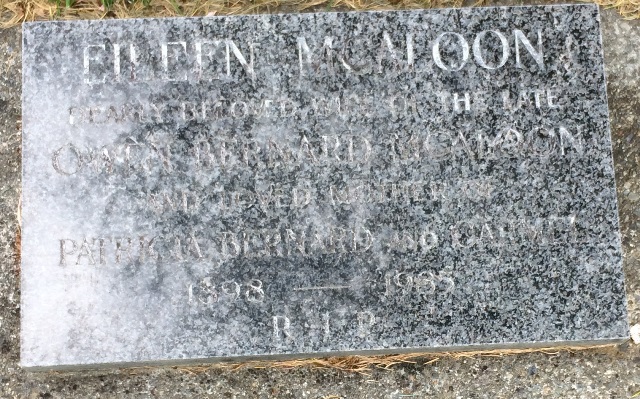 EILEEN MCALOON
DEARLY BELOVED WIFE OF THE LATE
OWEN BERNARD MCALOON
AND LOVED MOTHER OF
PATRICIA BERNARD AND CARMEL
1898 — 1985
R.I.P.